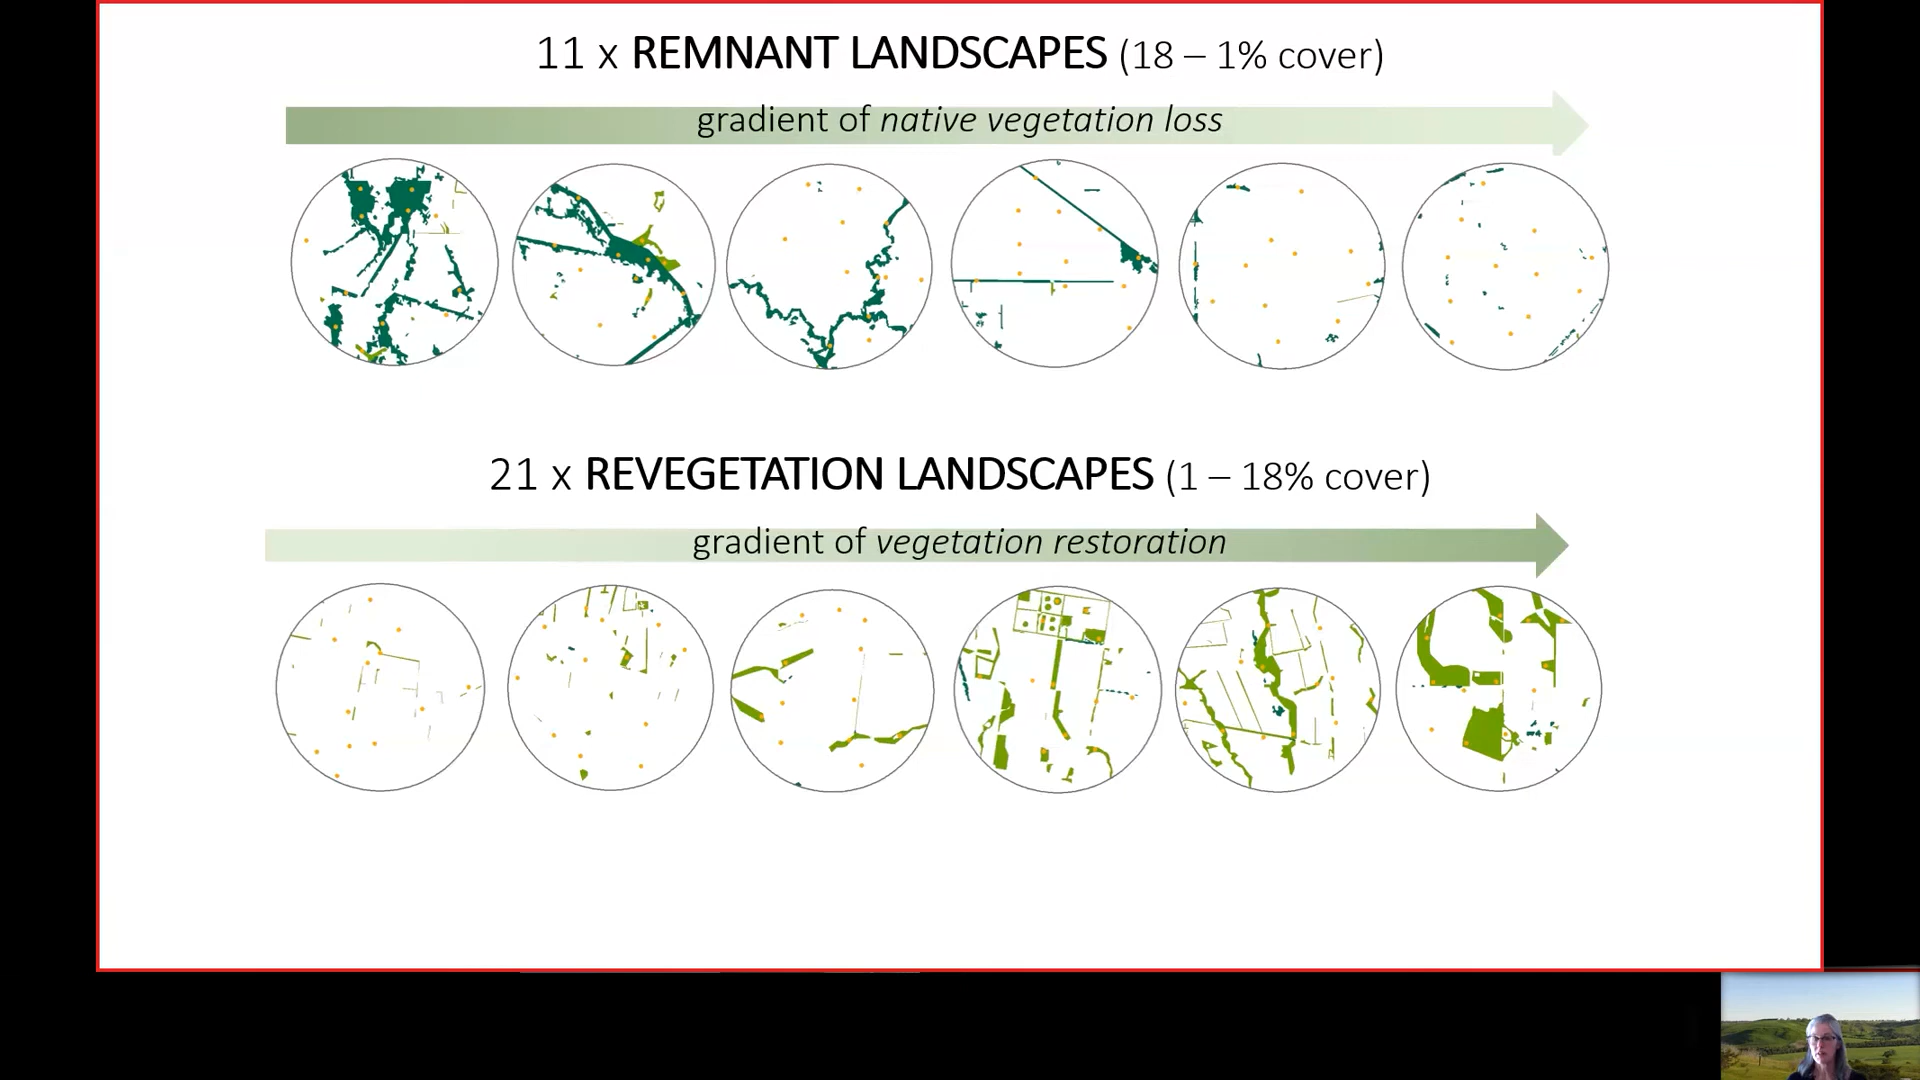 11 x REMNANT LANDSCAPES (18 – 1% cover)
gradient of native vegetation loss
21 x REVEGETATION LANDSCAPES (1 – 18% cover)
gradient of vegetation restoration